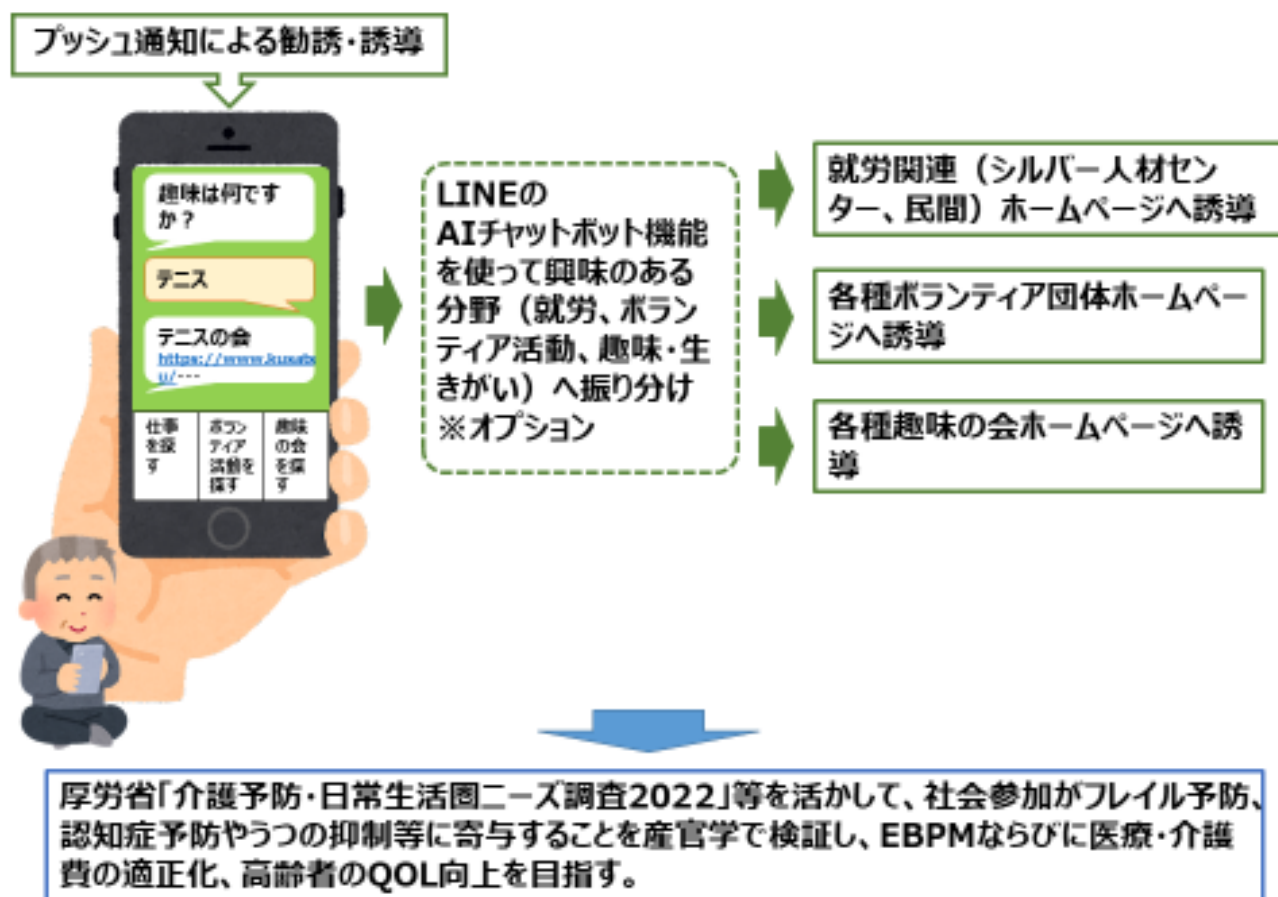 プッシュ通知による勧誘・誘導
趣味は何です
か？
テニス
テニスの会
https://www.kusats
u/---
仕事
を探
す
ボラン
ティア
活動を
探す
趣味
の会
を探
す
LINEの
AIチャットボット機能
を使って興味のある
分野（就労、ボラン
ティア活動、趣味・生
きがい）へ振り分け
※オプション
就労関連（シルバー人材セン
ター、民間）ホームページへ誘導
各種ボランティア団体ホームペー
ジへ誘導
各種趣味の会ホームページへ誘
導
厚労省「介護予防・日常生活圏ニーズ調査2022」等を活かして、社会参加がフレイル予防、
認知症予防やうつの抑制等に寄与することを産官学で検証し、EBPMならびに医療・介護
費の適正化、高齢者のQOL向上を目指す。